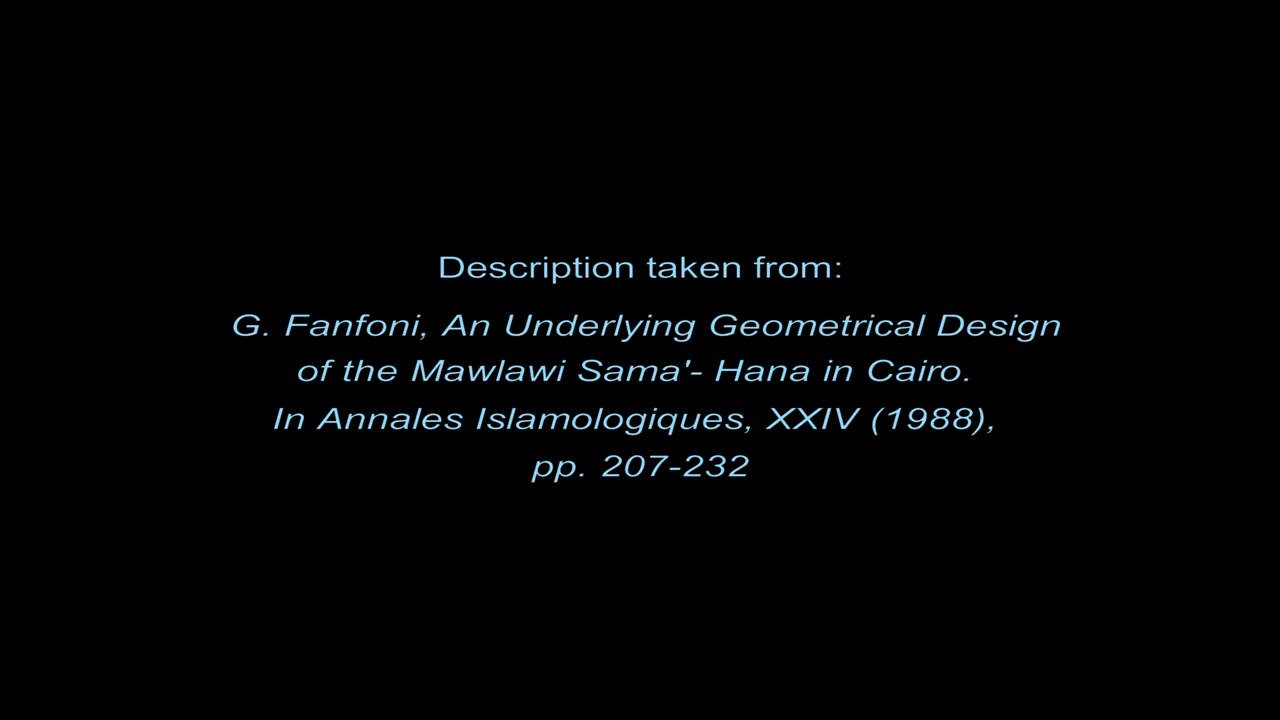 Description taken from:
G. Fanfoni, An Underlying Geometrical Design
of the Mawlawi Sama'- Hana in Cairo.
In Annales Islamologiques, XXIV (1988),
pp. 207-232